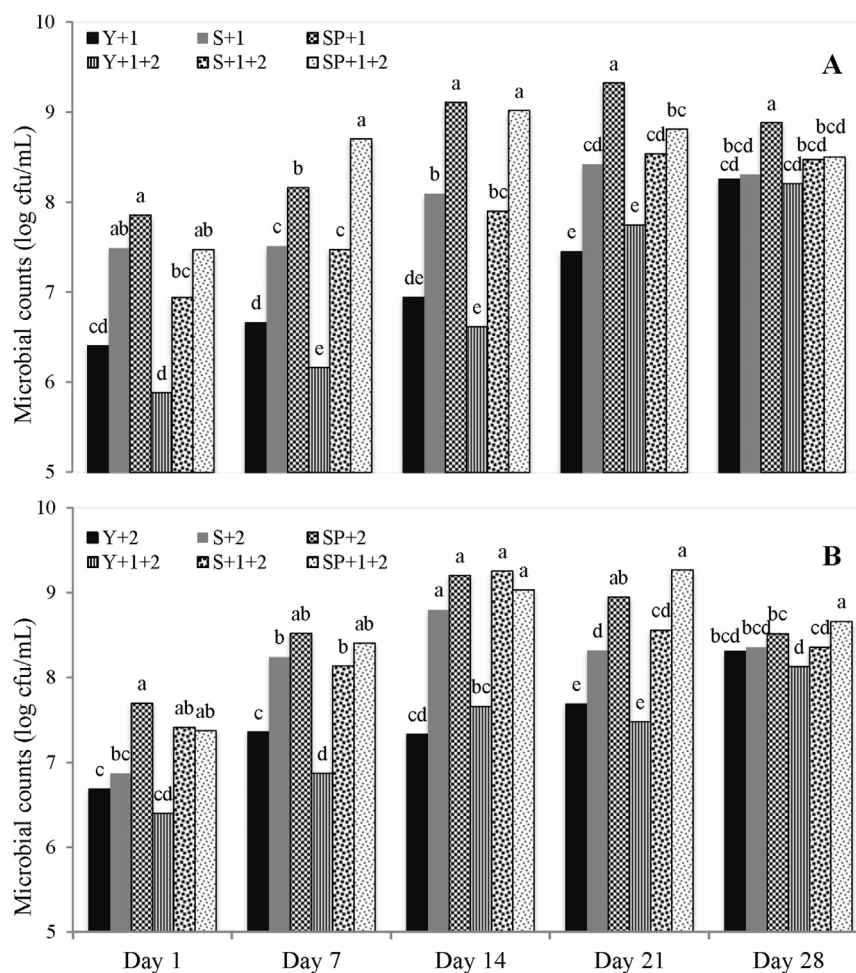 10
Y+1 S+1 SP+1
Y+1+2 S+1+2 SP+1+2
A
9
8
7
6
5
Microbial counts (log cfu/mL)
cd ab a d bc ab
d c b e c a
de b a e bc a
e cd a e cd bc
cd bcd a cd bcd bcd
10
Y+2 S+2 SP+2
Y+1+2 S+1+2 SP+1+2
B
9
8
7
6
5
Microbial counts (log cfu/mL)
c bc a cd ab ab
c b ab d b ab
cd a a bc a a
e d ab e cd a
bcd bcd bc d cd a
Day 1 Day 7 Day 14 Day 21 Day 28